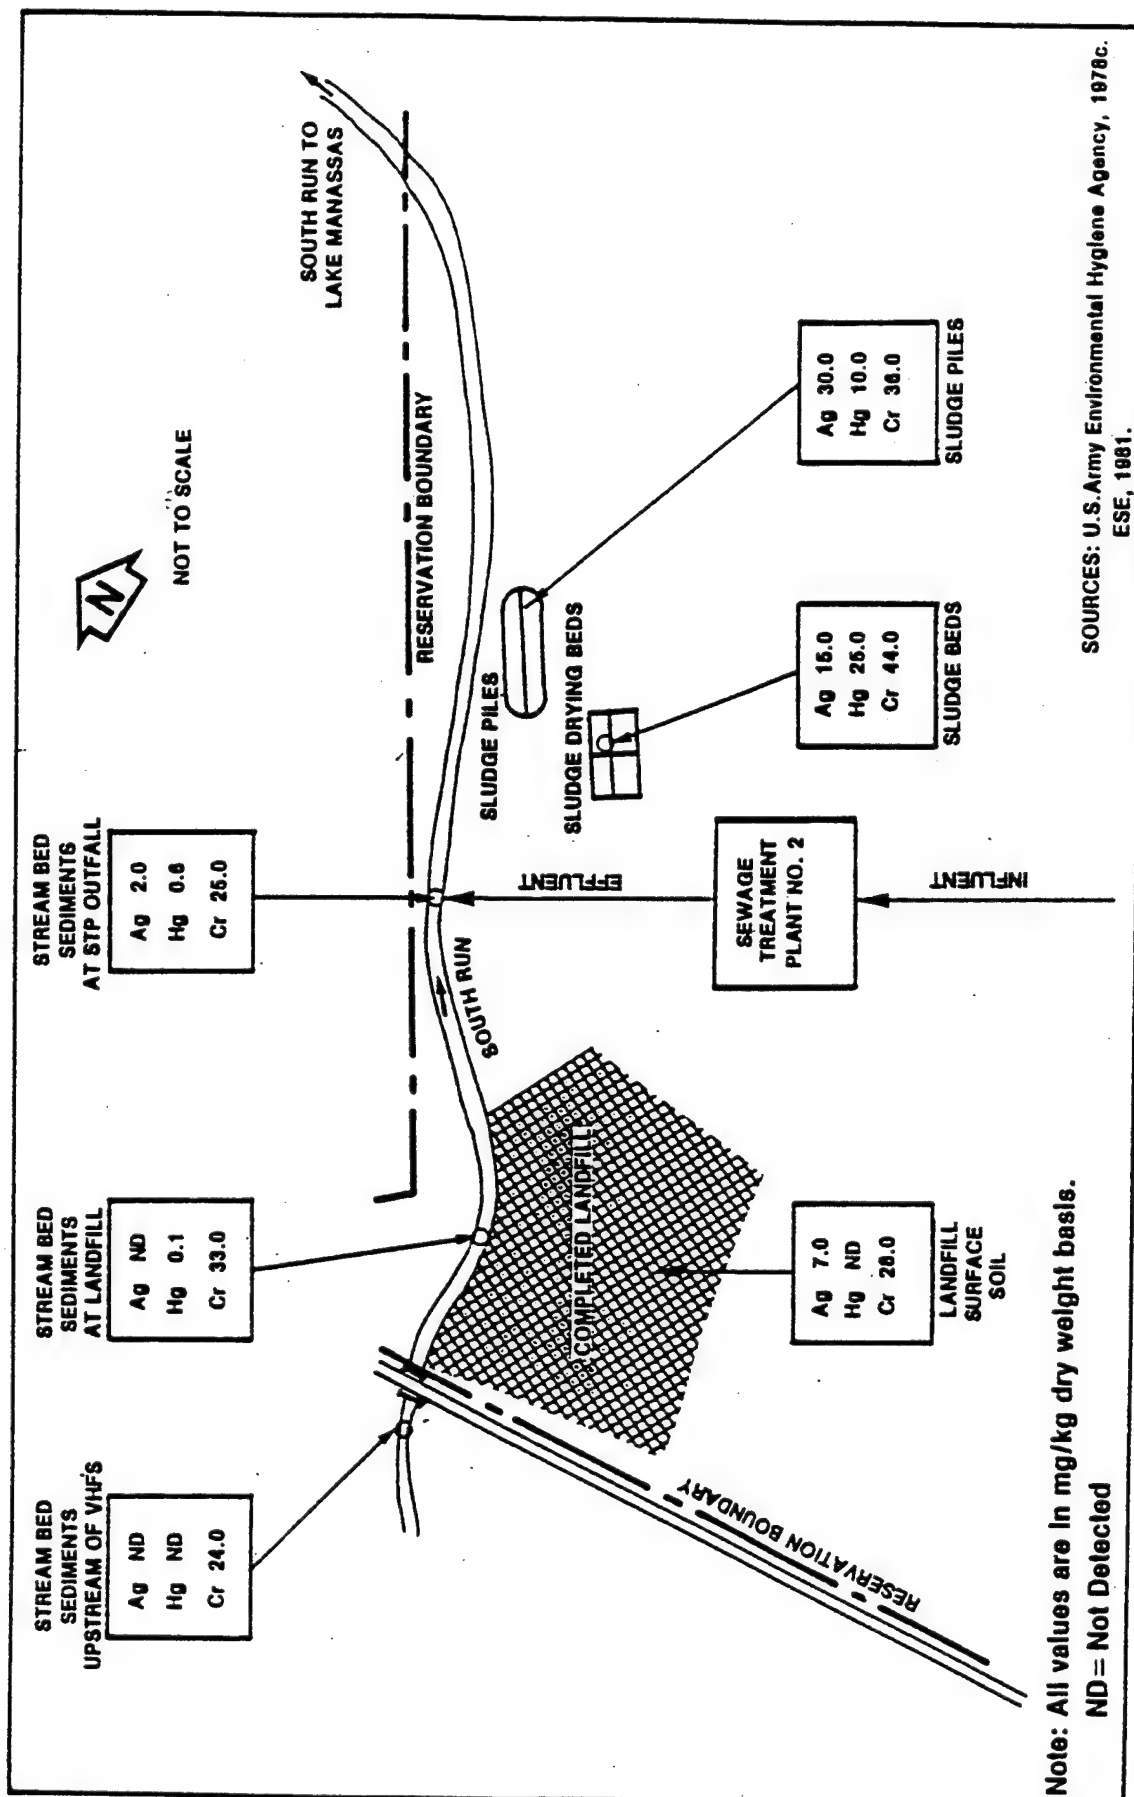 STREAM BED
SEDIMENTS
UPSTREAM OF VHFS
Ag ND
Hg ND
Cr 24.0
STREAM BED
SEDIMENTS
AT LANDFILL
Ag ND
Hg 0.1
Cr 33.0
STREAM BED
SEDIMENTS
AT STP OUTFALL
Ag 2.0
Hg 0.6
Cr 25.0
N
NOT TO SCALE
SOUTH RUN TO
LAKE MANASSAS
RESERVATION BOUNDARY
SOUTH RUN
SLUDGE PILES
EFFLUENT
SLUDGE DRYING BEDS
COMPLETED LANDFILL
RESERVATION BOUNDARY
SEWAGE
TREATMENT
PLANT NO. 2
INFLUENT
Ag 7.0
Hg ND
Cr 28.0
LANDFILL
SURFACE
SOIL
Ag 15.0
Hg 25.0
Cr 44.0
SLUDGE BEDS
Ag 30.0
Hg 10.0
Cr 36.0
SLUDGE PILES
Note: All values are in mg/kg dry weight basis.
ND= Not Detected
SOURCES: U.S.Army Environmental Hygiene Agency, 1978c.
ESE, 1981.